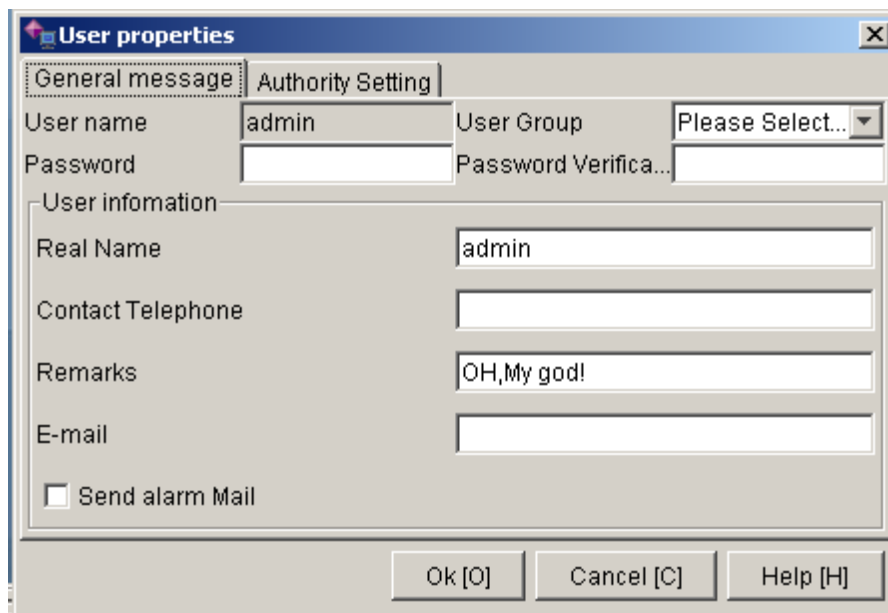 User properties
General message Authority Setting
User name admin User Group Please Select...
Password Password Verifica...
User infomation
Real Name admin
Contact Telephone
Remarks OH,My god!
E-mail
Send alarm Mail
Ok [O] Cancel [C] Help [H]